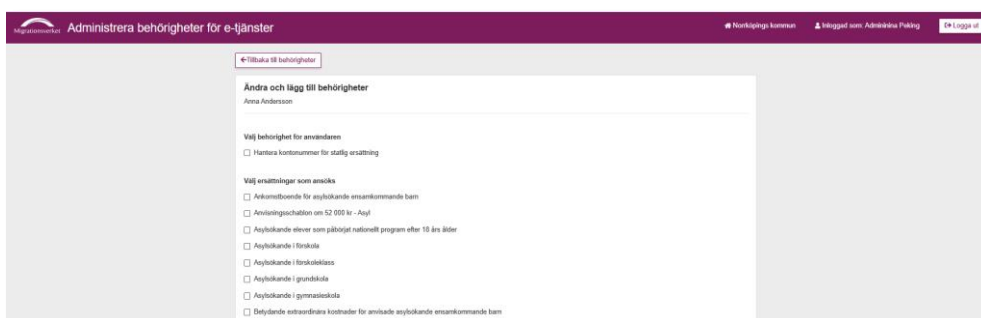 Migrationsverket
Administrera behörigheter för e-tjänster
Norrköpings kommun
Inloggad som: Admininina Peking
Logga ut
Tillbaka till behörigheter
Ändra och lägg till behörigheter
Anna Andersson
Välj behörighet för användaren
Hantera kontonummer för statlig ersättning
Välj ersättningar som ansöks
Ankomstboende för asylsökande ensamkommande barn
Anvisningsschablon om 52 000 kr - Asyl
Asylsökande elever som påbörjat nationellt program efter 18 års ålder
Asylsökande i förskola
Asylsökande i förskoleklass
Asylsökande i grundskola
Asylsökande i gymnasieskola
Betydande extraordinära kostnader för anvisade asylsökande ensamkommande barn